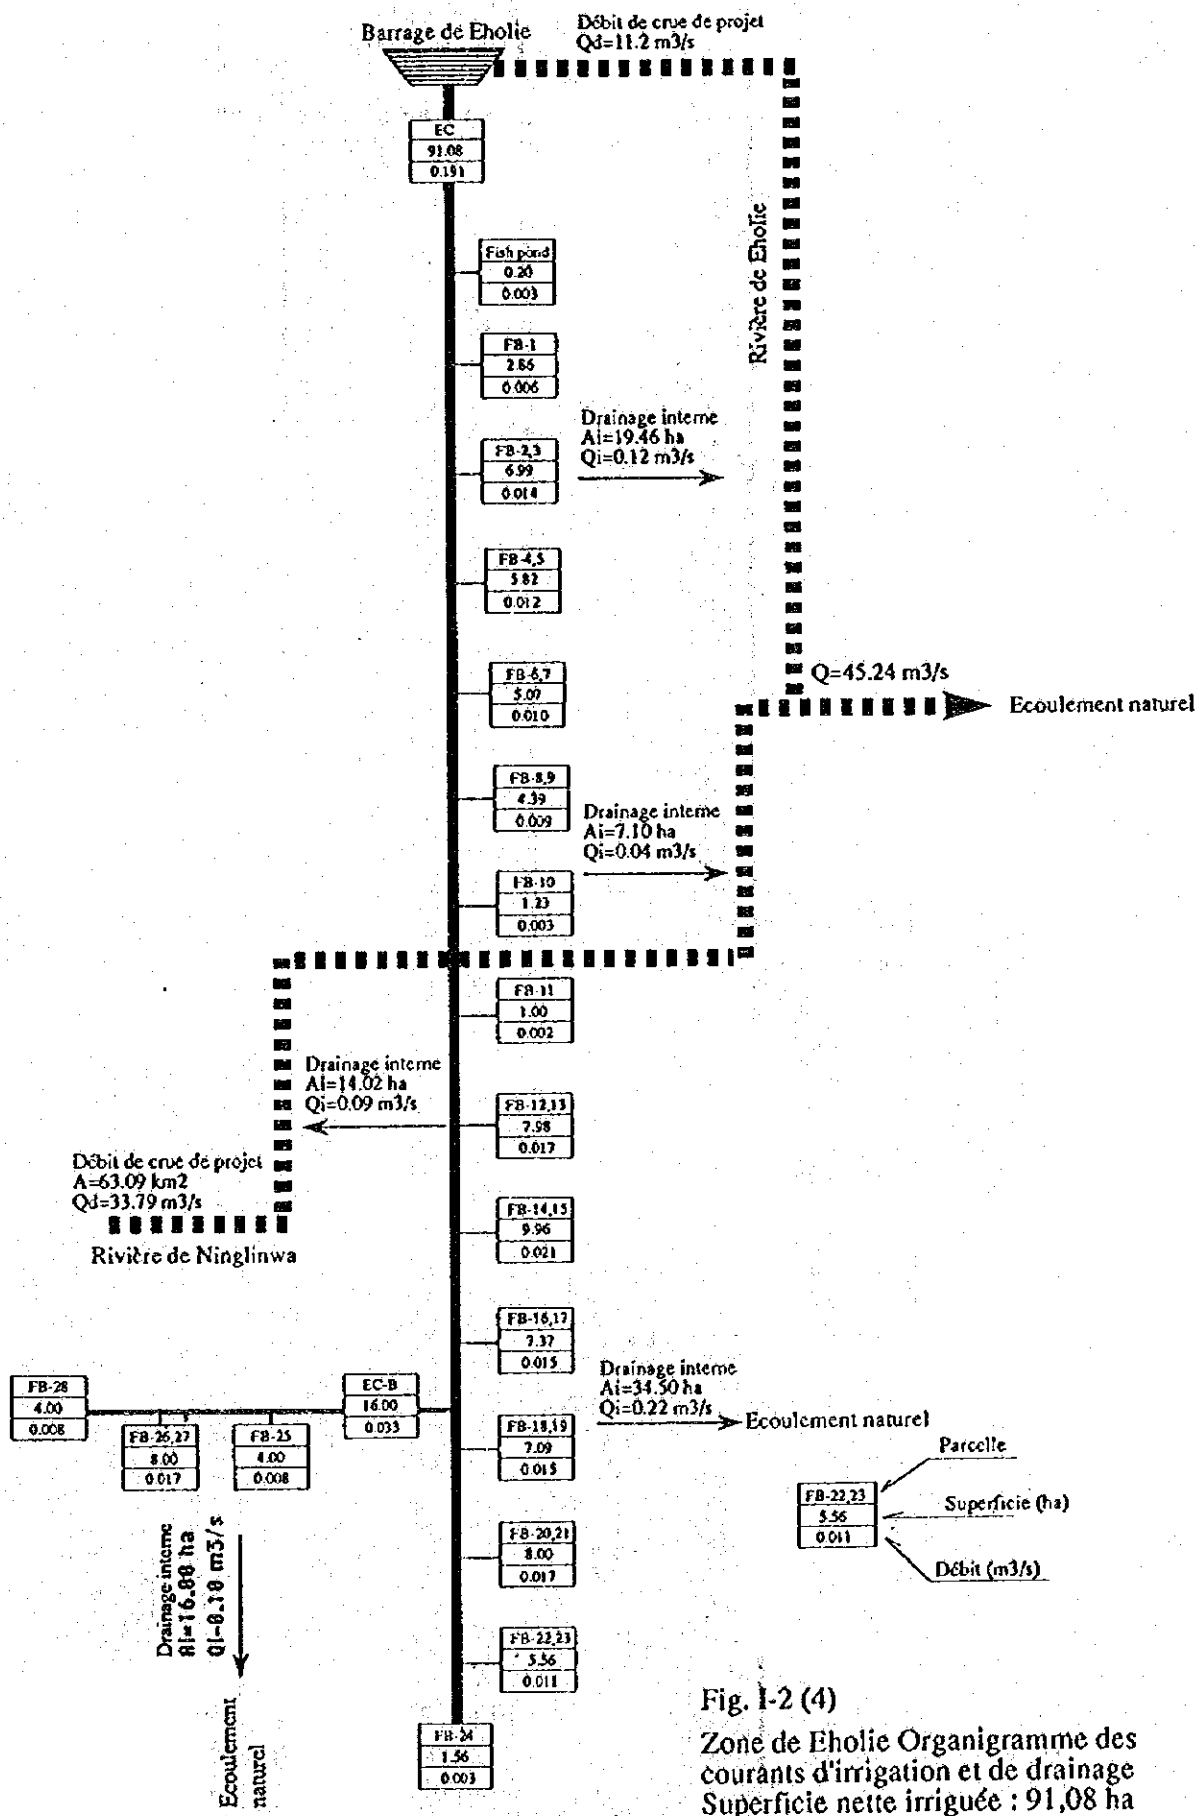 Barrage de Eholie
Débit de crue de projet
Qd=11.2 m3/s
EC
91.08
0.191
Rivière de Eholie
Fish pond
0.20
0.003
FB-1
2.86
0.006
Drainage interne
Ai=19.46 ha
Qi=0.12 m3/s
FB-2,3
6.99
0.014
FB-4,5
5.82
0.012
FB-6,7
5.07
0.010
Q=45.24 m3/s
Ecoulement naturel
FB-8,9
4.39
0.009
Drainage interne
Ai=7.10 ha
Qi=0.04 m3/s
FB-10
1.23
0.003
FB-11
1.00
0.002
Drainage interne
Ai=14.02 ha
Qi=0.09 m3/s
FB-12,13
7.98
0.017
Débit de crue de projet
A=63.09 km2
Qd=33.79 m3/s
Rivière de Ninglinwa
FB-14,15
9.96
0.021
FB-16,17
7.37
0.015
Drainage interne
Ai=34.50 ha
Qi=0.22 m3/s
Ecoulement naturel
FB-28
4.00
0.008
FB-26,27
8.00
0.017
FB-25
4.00
0.008
EC-B
16.00
0.033
FB-18,19
7.09
0.015
Parcelle
FB-22,23
5.56
0.011
Superficie (ha)
Débit (m3/s)
FB-20,21
8.00
0.017
Drainage interne
Ai=16.00 ha
Qi=0.10 m3/s
Ecoulement
naturel
FB-22,23
5.56
0.011
FB-24
1.56
0.003
Fig. I-2 (4)
Zone de Eholie Organigramme des
courants d'irrigation et de drainage
Superficie nette irriguée : 91,08 ha